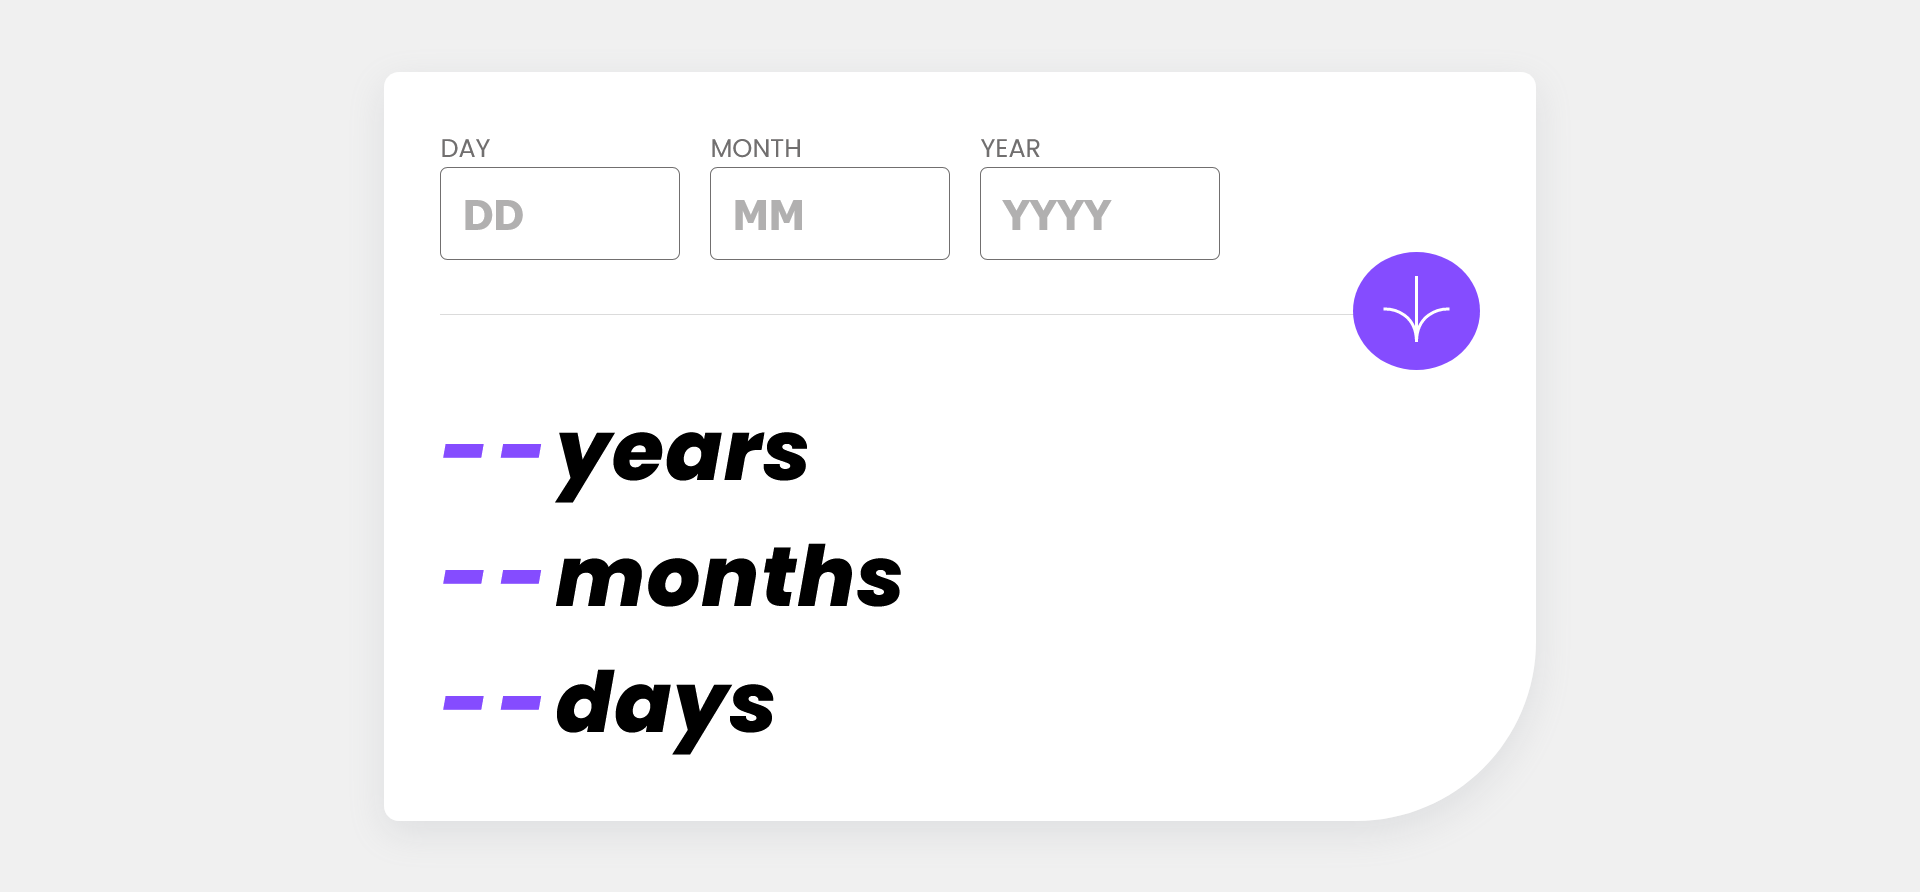 DAY MONTH YEAR
DD MM YYYY
-- years
-- months
-- days